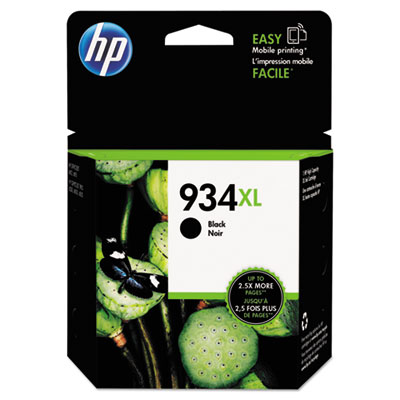 hp
EASY
Mobile printing*
L'impression mobile
FACILE*
934XL
Black
Noir
UP TO
2.5X MORE
PAGES**
JUSQU'À
2,5 FOIS PLUS
DE PAGES**